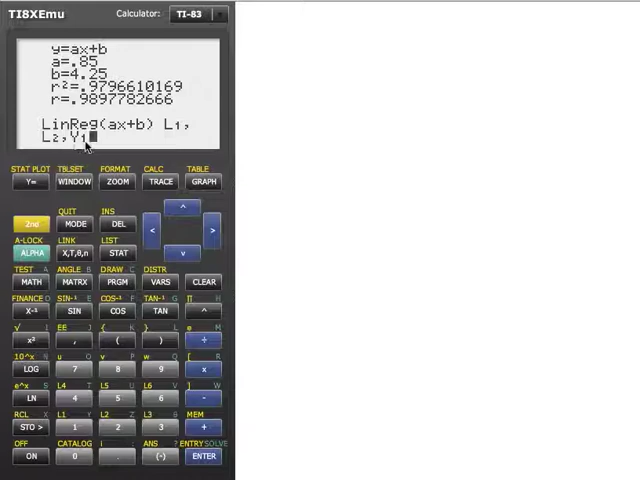 TI8XEmu Calculator: TI-83
y=ax+b
a=.85
b=4.25
r²=.9796610169
r=.9897782666
LinReg(ax+b) L₁,
L₂,Y₁
STAT PLOT TBLSET FORMAT CALC TABLE
Y= WINDOW ZOOM TRACE GRAPH
QUIT INS
2nd MODE DEL < ^ >
A-LOCK LINK LIST
ALPHA X,T,θ,n STAT v
TEST A ANGLE B DRAW C DISTR
MATH MATRX PRGM VARS CLEAR
FINANCE D SIN⁻¹ E COS⁻¹ F TAN⁻¹ G Π H
X-¹ SIN COS TAN ^
√ I EE J { K } L e M
x² , ( ) ÷
10^x N u O v P w Q [ R
LOG 7 8 9 x
e^x S L4 T L5 U L6 V ] W
LN 4 5 6 -
RCL X L1 Y L2 Z L3 θ MEM
STO > 1 2 3 +
OFF CATALOG i : ANS ? ENTRY SOLVE
ON 0 . (-) ENTER